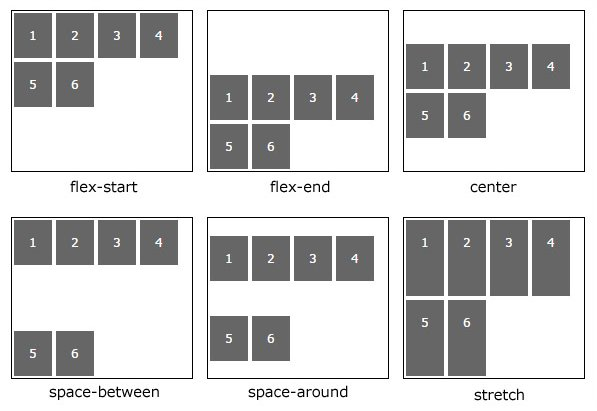 1 2 3 4
5 6
flex-start
1 2 3 4
5 6
flex-end
1 2 3 4
5 6
center
1 2 3 4
5 6
space-between
1 2 3 4
5 6
space-around
1 2 3 4
5 6
stretch